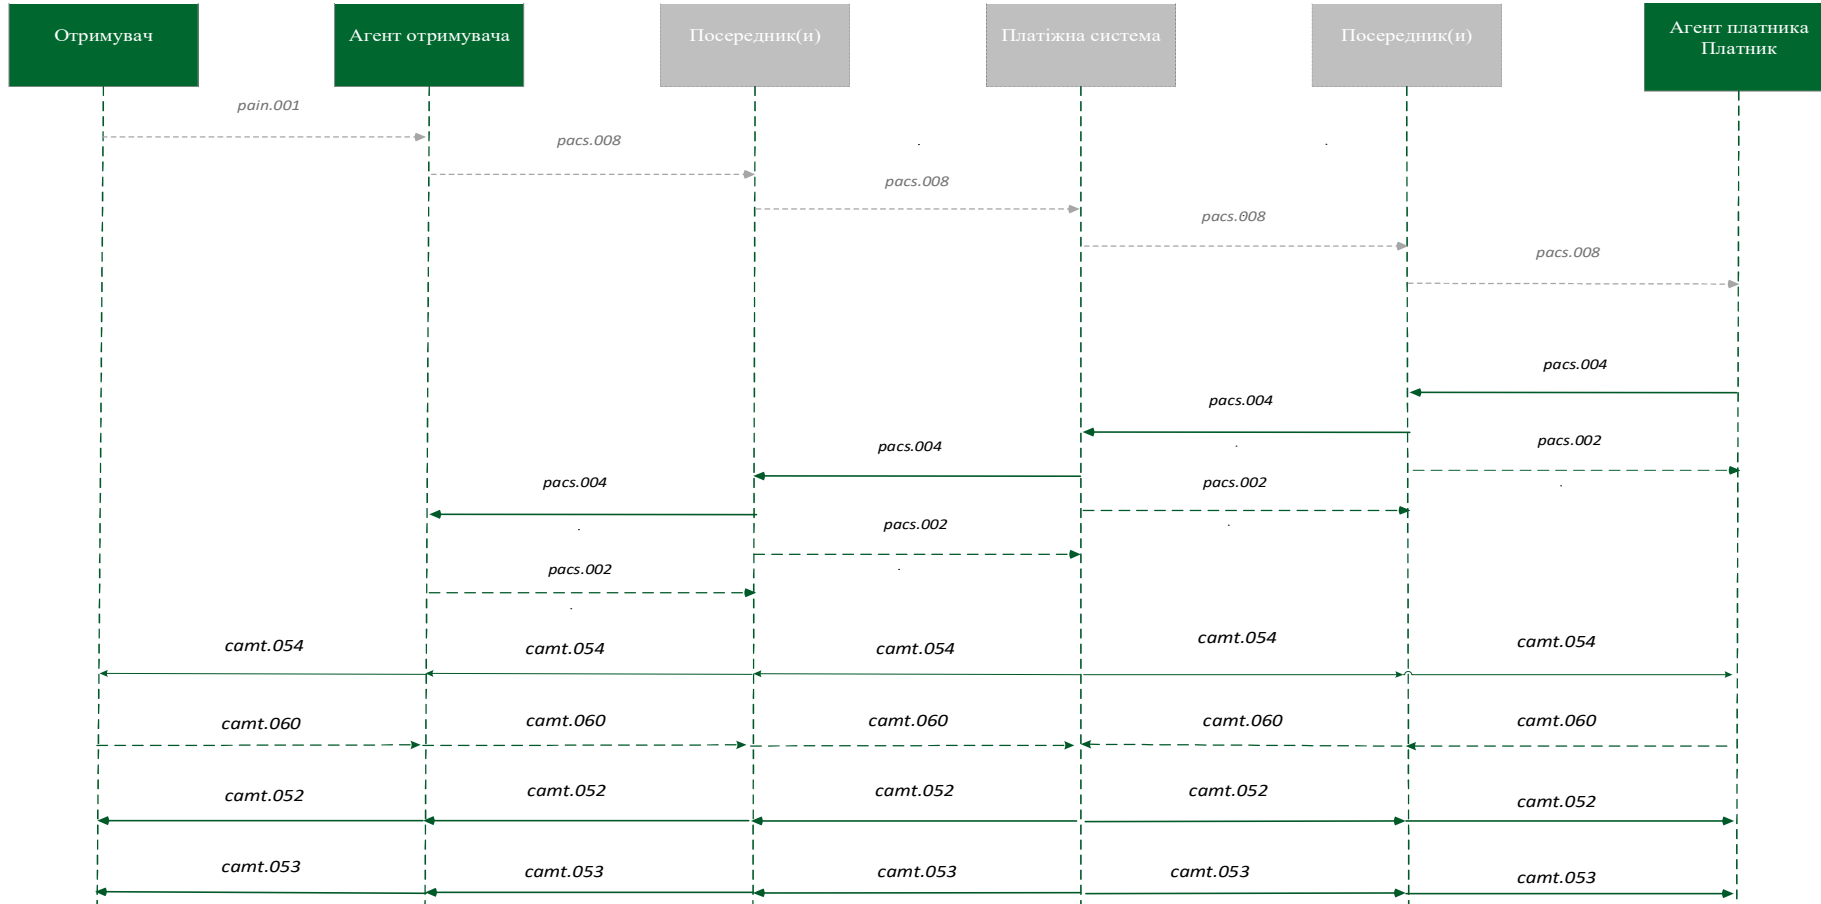 Отримувач
Агент отримувача
Посередник(и)
Платіжна система
Посередник(и)
Агент платника
Платник
pain.001
pacs.008
pacs.008
pacs.008
pacs.008
pacs.004
pacs.004
pacs.002
pacs.004
pacs.002
pacs.004
pacs.002
pacs.002
camt.054
camt.054
camt.054
camt.054
camt.054
camt.060
camt.060
camt.060
camt.060
camt.060
camt.052
camt.052
camt.052
camt.052
camt.052
camt.053
camt.053
camt.053
camt.053
camt.053